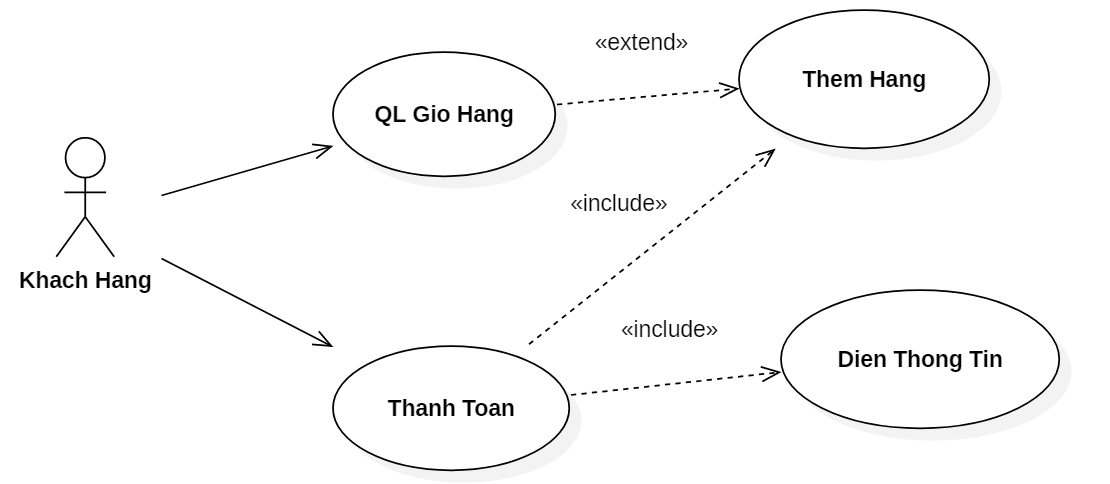 «extend»
Them Hang
QL Gio Hang
«include»
Khach Hang
«include»
Dien Thong Tin
Thanh Toan